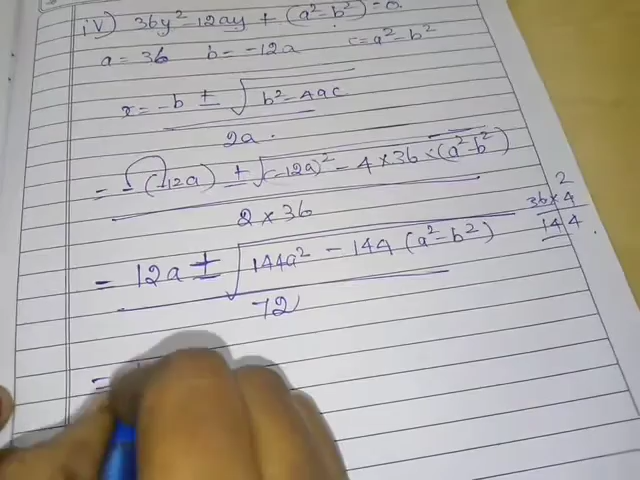 iv) 36y² - 12ay + (a² - b²) = 0
a = 36 b = -12a c = a² - b²
x = -b ± √(b² - 4ac)
2a.
= -(-12a) ± √(-12a)² - 4 × 36 × (a² - b²)
2 × 36
= 12a ± √144a² - 144 (a² - b²)
72
=
2
36 × 4
144